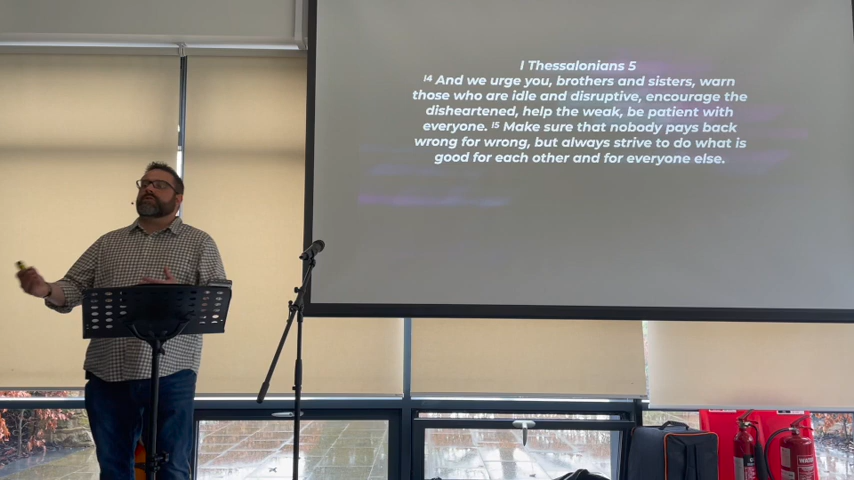 I Thessalonians 5
14 And we urge you, brothers and sisters, warn
those who are idle and disruptive, encourage the
disheartened, help the weak, be patient with
everyone. 15 Make sure that nobody pays back
wrong for wrong, but always strive to do what is
good for each other and for everyone else.
WATER